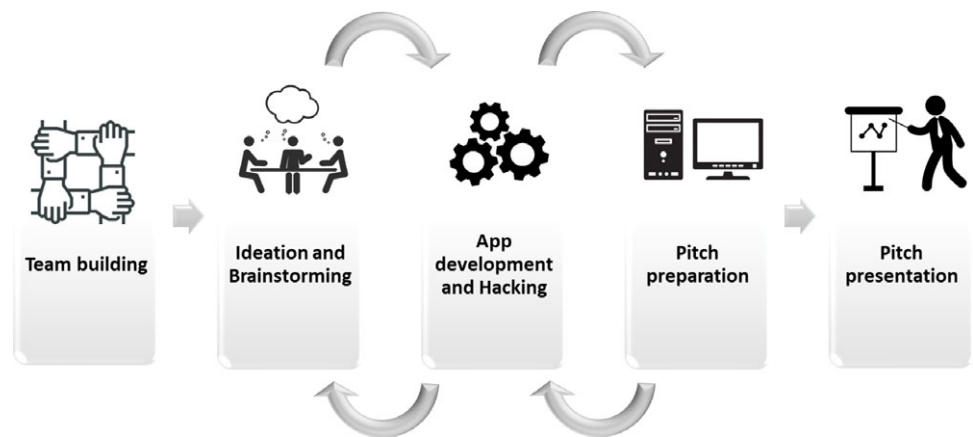 Team building
Ideation and
Brainstorming
App
development
and Hacking
Pitch
preparation
Pitch
presentation